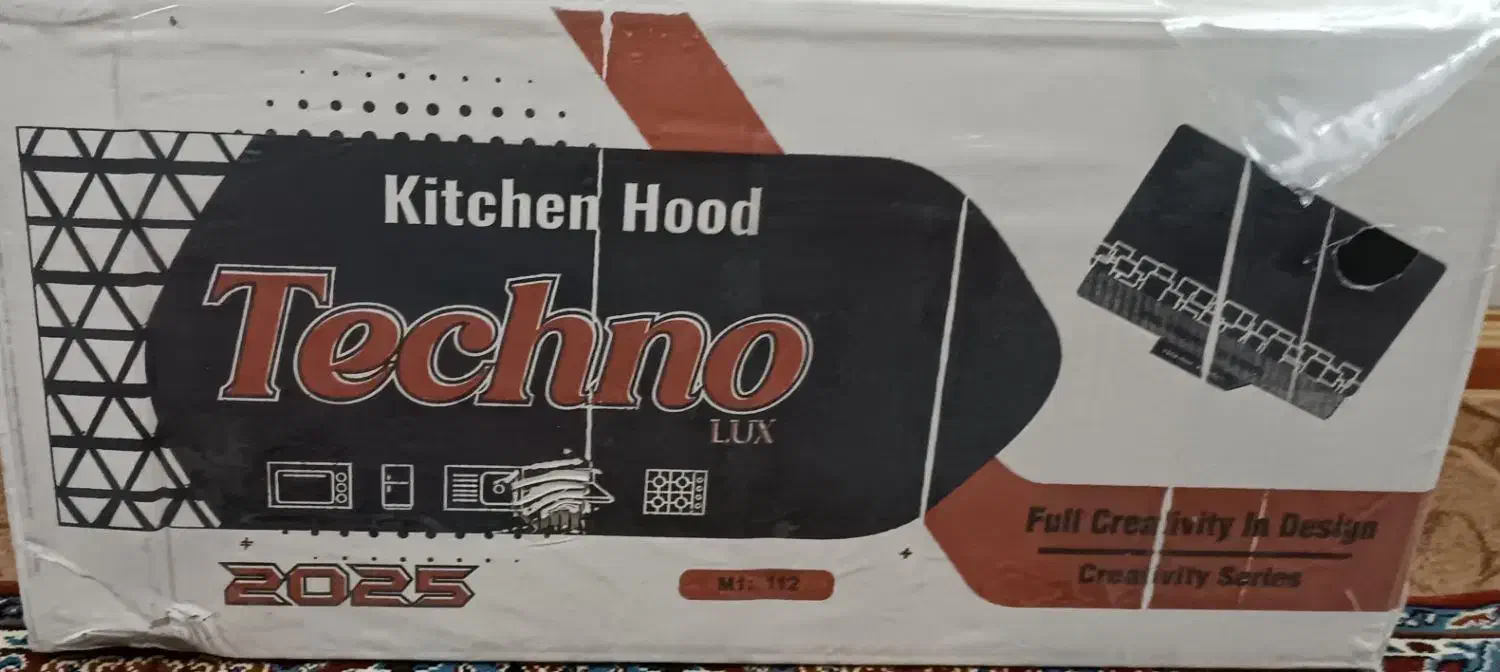 Kitchen Hood
Techno
LUX
2025
M1: 112
Full Creativity In Design
Creativity Series